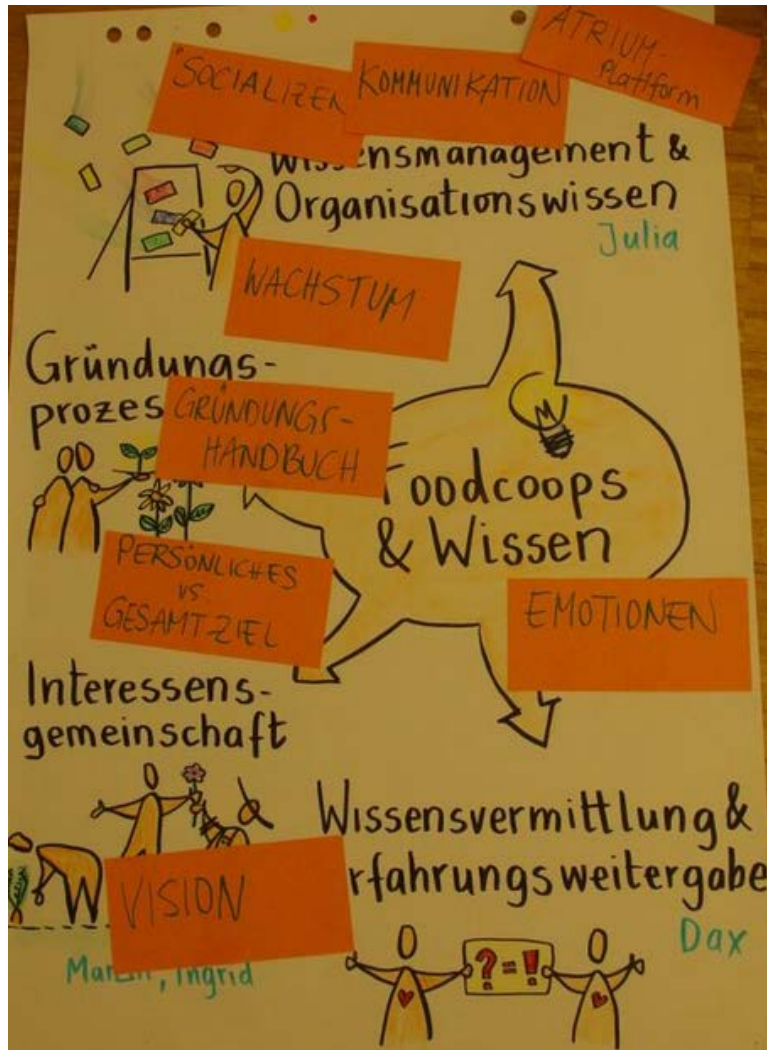 ATRIUM-
Plattform
SOCIALIZEN
KOMMUNIKATION
Wissensmanagement &
Organisationswissen
Julia
WACHSTUM
Gründungs-
prozes
GRÜNDUNGS-
HANDBUCH
Foodcoops
& Wissen
PERSÖNLICHES
vs
GESAMTZIEL
EMOTIONEN
Interessens-
gemeinschaft
VISION
, Ingrid
Wissensvermittlung &
rfahrungsweitergabe
Dax
? = !